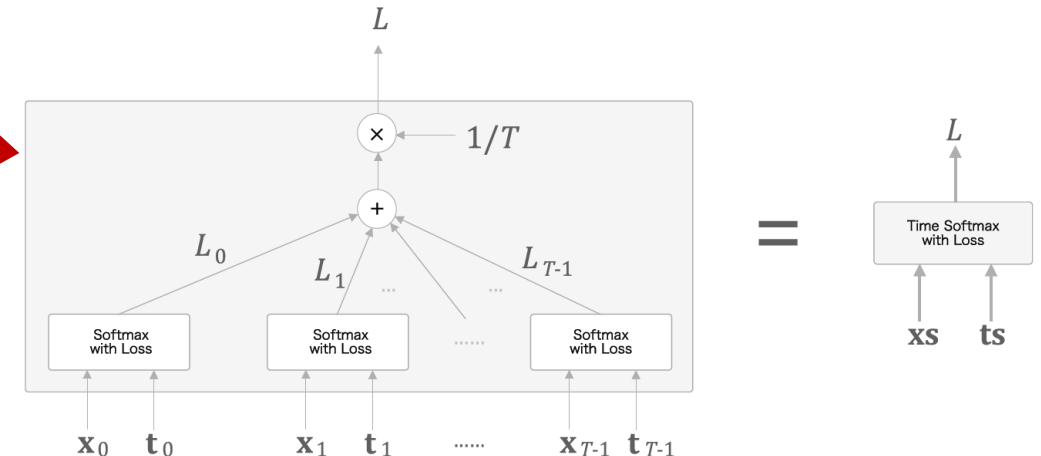 L
×
1/T
+
L0
L1
LT-1
...
...
Softmax
with Loss
Softmax
with Loss
......
Softmax
with Loss
x0 t0 x1 t1 ...... xT-1 tT-1
=
L
Time Softmax
with Loss
xs ts